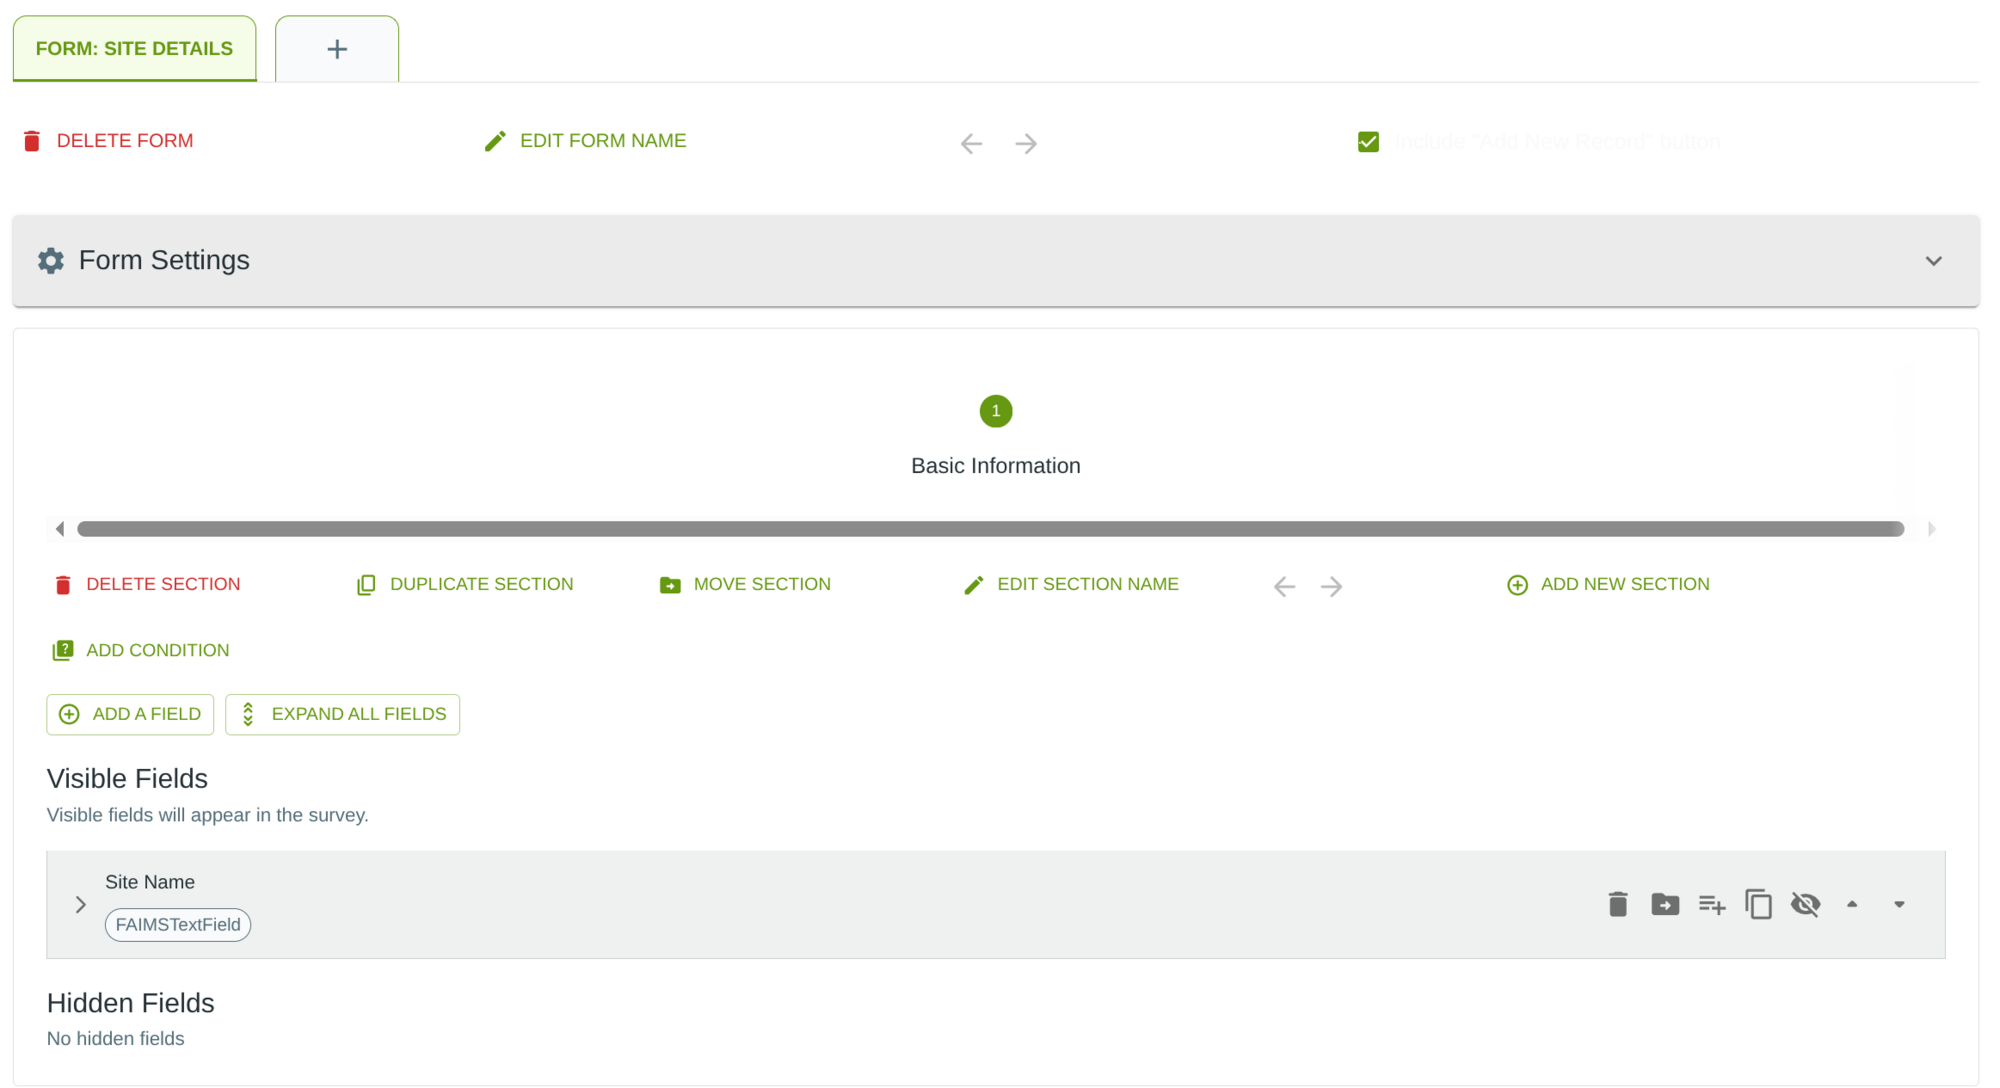 FORM: SITE DETAILS
DELETE FORM
EDIT FORM NAME
Include "Add New Record" button
Form Settings
1
Basic Information
DELETE SECTION
DUPLICATE SECTION
MOVE SECTION
EDIT SECTION NAME
ADD NEW SECTION
ADD CONDITION
ADD A FIELD
EXPAND ALL FIELDS
Visible Fields
Visible fields will appear in the survey.
Site Name
FAIMSTextField
Hidden Fields
No hidden fields